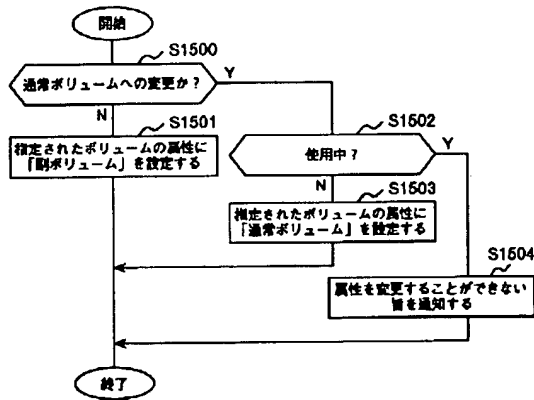 開始
S1500
通常ボリュームへの変更か?
Y
N
S1501
指定されたボリュームの属性に
「副ボリューム」を設定する
S1502
使用中?
Y
N
S1503
指定されたボリュームの属性に
「通常ボリューム」を設定する
S1504
属性を変更することができない
旨を通知する
終了